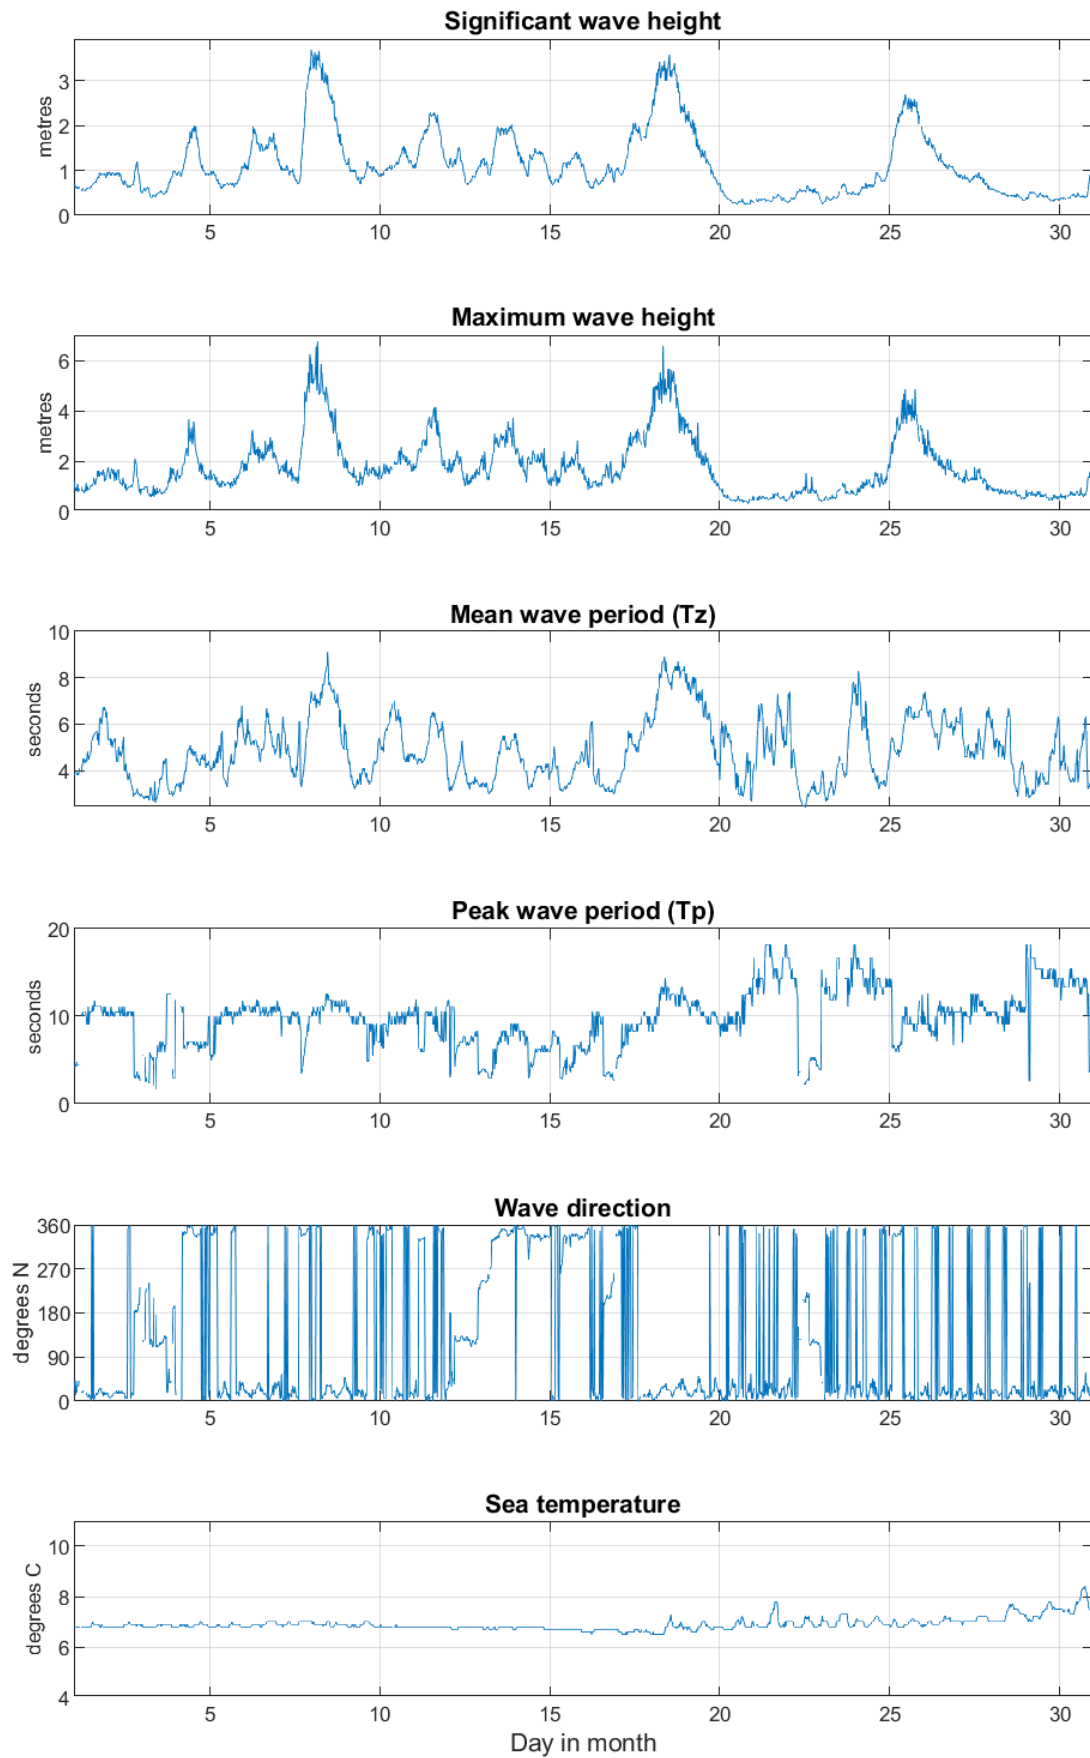 Significant wave height
metres
3
2
1
0
5 10 15 20 25 30
Maximum wave height
metres
6
4
2
0
5 10 15 20 25 30
Mean wave period (Tz)
seconds
10
8
6
4
5 10 15 20 25 30
Peak wave period (Tp)
seconds
20
10
0
5 10 15 20 25 30
Wave direction
degrees N
360
270
180
90
0
5 10 15 20 25 30
Sea temperature
degrees C
10
8
6
4
5 10 15 20 25 30
Day in month